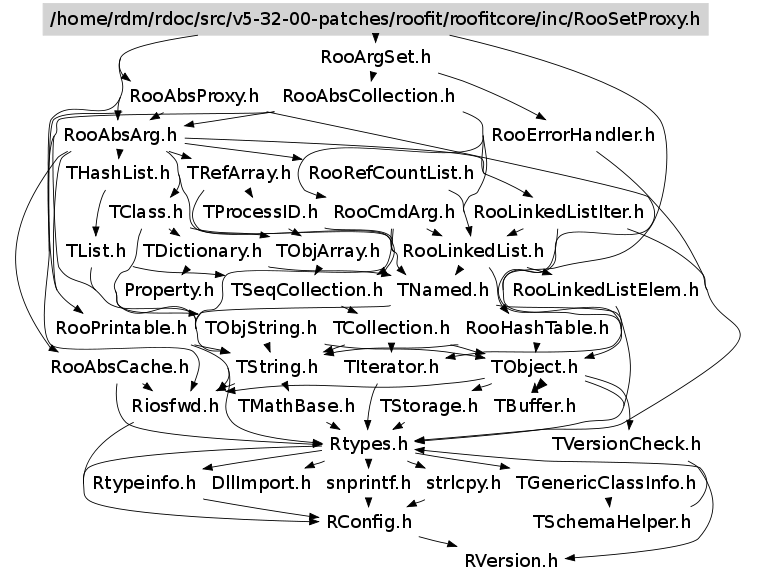 /home/rdm/rdoc/src/v5-32-00-patches/roofit/roofitcore/inc/RooSetProxy.h
RooArgSet.h
RooAbsProxy.h RooAbsCollection.h
RooAbsArg.h RooErrorHandler.h
THashList.h TRefArray.h RooRefCountList.h
TClass.h TProcessID.h RooCmdArg.h RooLinkedListIter.h
TList.h TDictionary.h TObjArray.h RooLinkedList.h
Property.h TSeqCollection.h TNamed.h RooLinkedListElem.h
RooPrintable.h TObjString.h TCollection.h RooHashTable.h
RooAbsCache.h TString.h TIterator.h TObject.h
Riosfwd.h TMathBase.h TStorage.h TBuffer.h
Rtypes.h TVersionCheck.h
Rtypeinfo.h DllImport.h snprintf.h strlcpy.h TGenericClassInfo.h
RConfig.h TSchemaHelper.h
RVersion.h